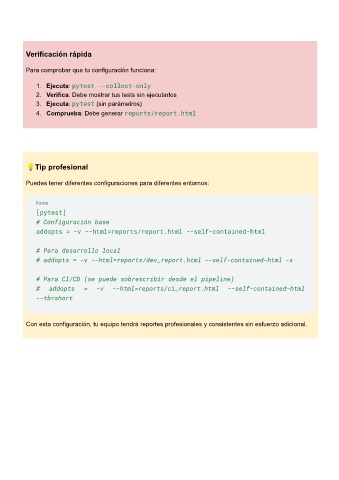 Verificación rápida
Para comprobar que tu configuración funciona:
1. Ejecuta: pytest --collect-only
2. Verifica: Debe mostrar tus tests sin ejecutarlos
3. Ejecuta: pytest (sin parámetros)
4. Comprueba: Debe generar reports/report.html
💡Tip profesional
Puedes tener diferentes configuraciones para diferentes entornos:
None
[pytest]
# Configuración base
addopts = -v --html=reports/report.html --self-contained-html
# Para desarrollo local
# addopts = -v --html=reports/dev_report.html --self-contained-html -x
# Para CI/CD (se puede sobrescribir desde el pipeline)
# addopts = -v --html=reports/ci_report.html --self-contained-html
--tb=short
Con esta configuración, tu equipo tendrá reportes profesionales y consistentes sin esfuerzo adicional.